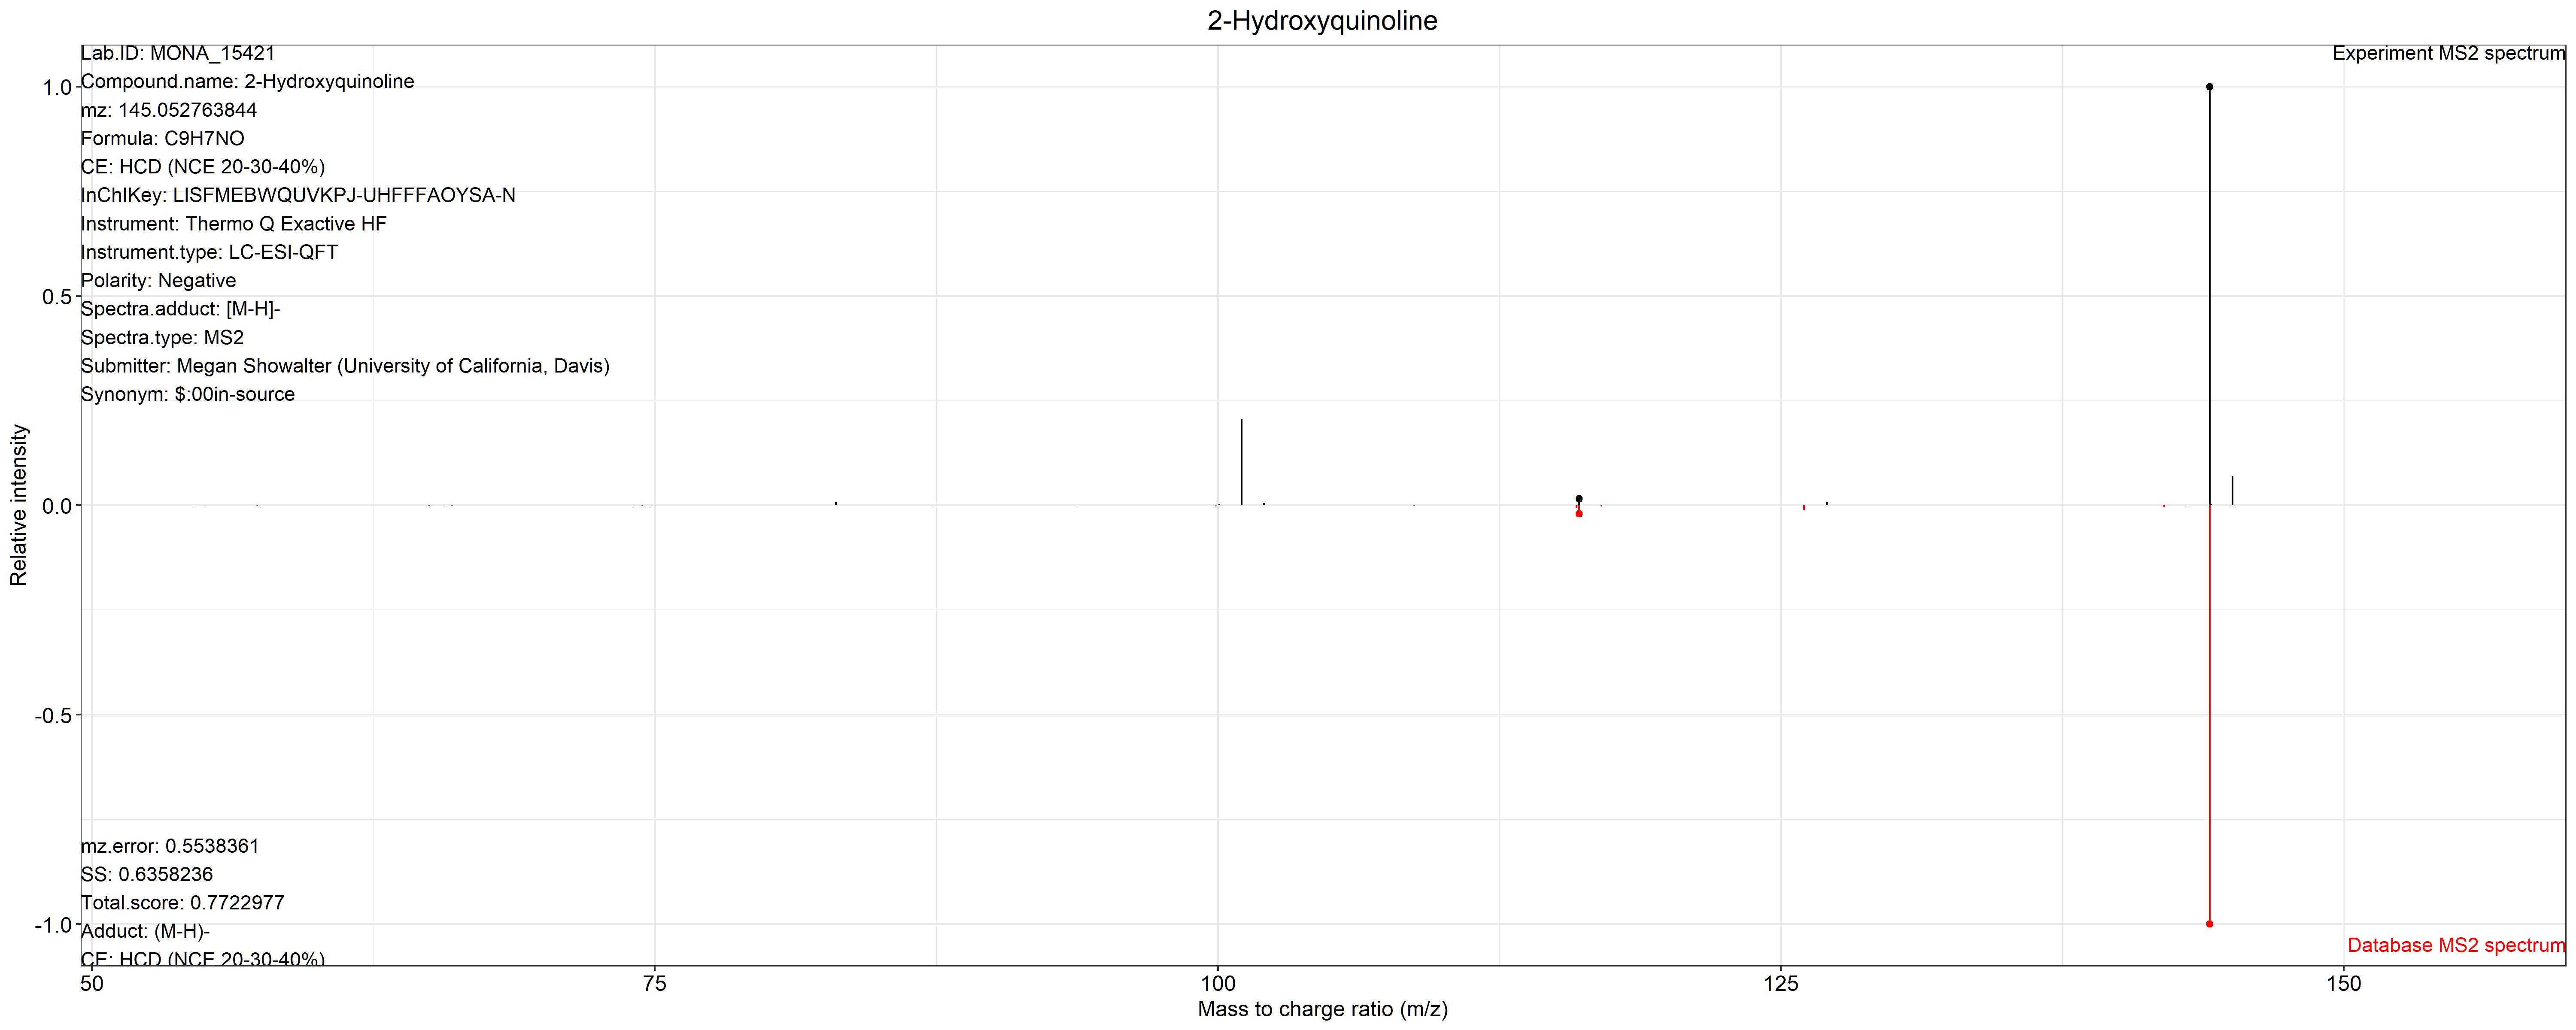 2-Hydroxyquinoline
Lab.ID: MONA_15421
Experiment MS2 spectrum
Compound.name: 2-Hydroxyquinoline
mz: 145.052763844
Formula: C9H7NO
CE: HCD (NCE 20-30-40%)
InChIKey: LISFMEBWQUVKPJ-UHFFFAOYSA-N
Instrument: Thermo Q Exactive HF
Instrument.type: LC-ESI-QFT
Polarity: Negative
Spectra.adduct: [M-H]-
Spectra.type: MS2
Submitter: Megan Showalter (University of California, Davis)
Synonym: $:00in-source
1.0
0.5
0.0
-0.5
-1.0
Relative intensity
mz.error: 0.5538361
SS: 0.6358236
Total.score: 0.7722977
Adduct: (M-H)-
CE: HCD (NCE 20-30-40%)
Database MS2 spectrum
50
75
100
125
150
Mass to charge ratio (m/z)